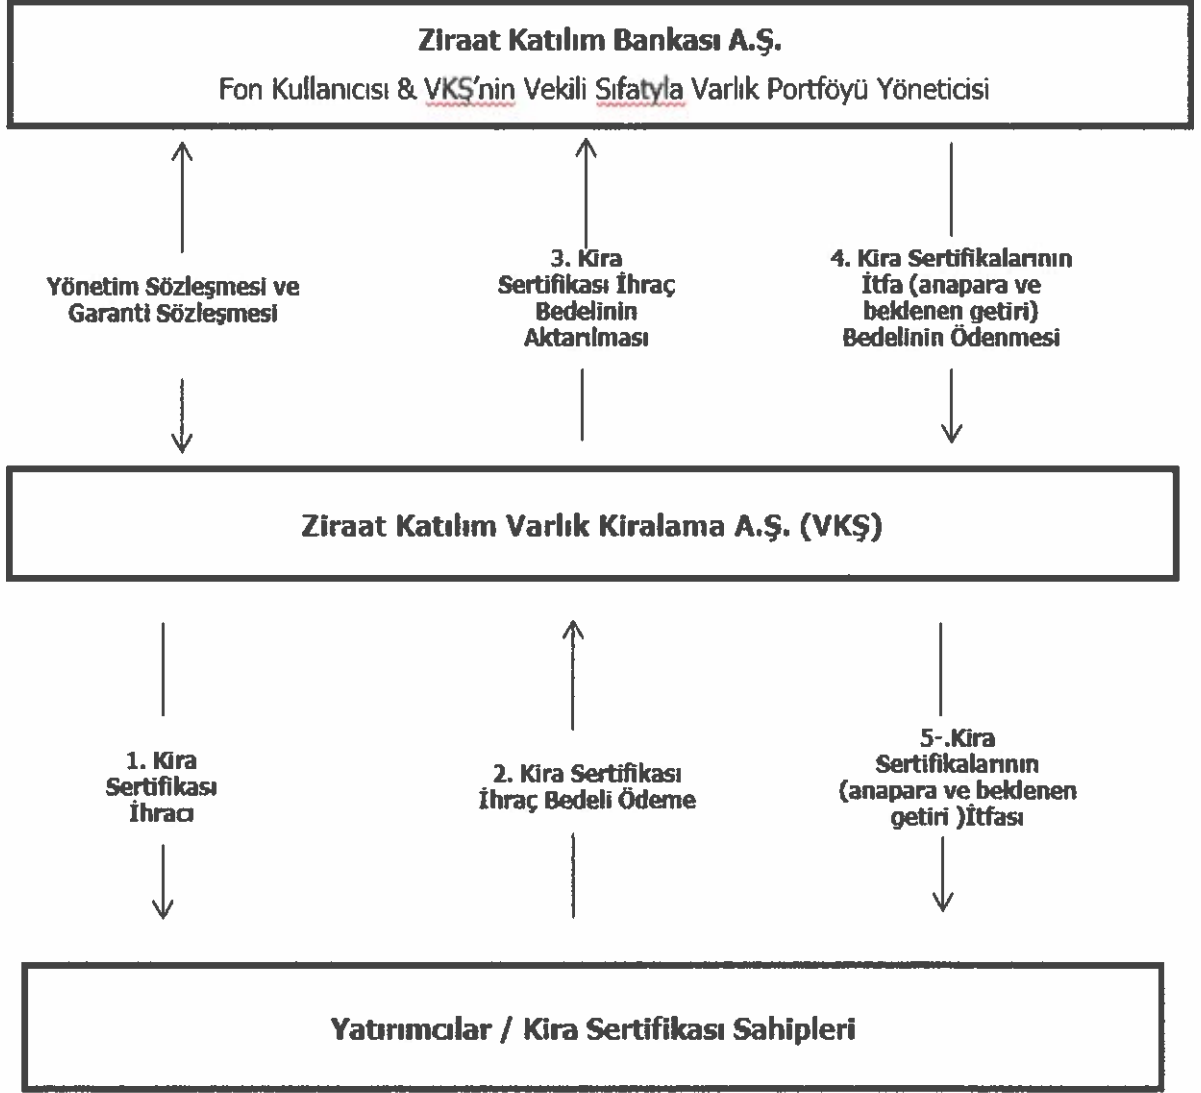 Ziraat Katılım Bankası A.Ş.
Fon Kullanıcısı & VKŞ'nin Vekili Sıfatyla Varlık Portföyü Yöneticisi
Yönetim Sözleşmesi ve
Garanti Sözleşmesi
3. Kira
Sertifikası İhraç
Bedelinin
Aktarılması
4. Kira Sertifikalarının
İtfa (anapara ve
beklenen getiri)
Bedelinin Ödenmesi
Ziraat Katılım Varlık Kiralama A.Ş. (VKŞ)
1. Kira
Sertifikası
İhracı
2. Kira Sertifikası
İhraç Bedeli Ödeme
5-.Kira
Sertifikalarının
(anapara ve beklenen
getiri )İtfası
Yatırımcılar / Kira Sertifikası Sahipleri